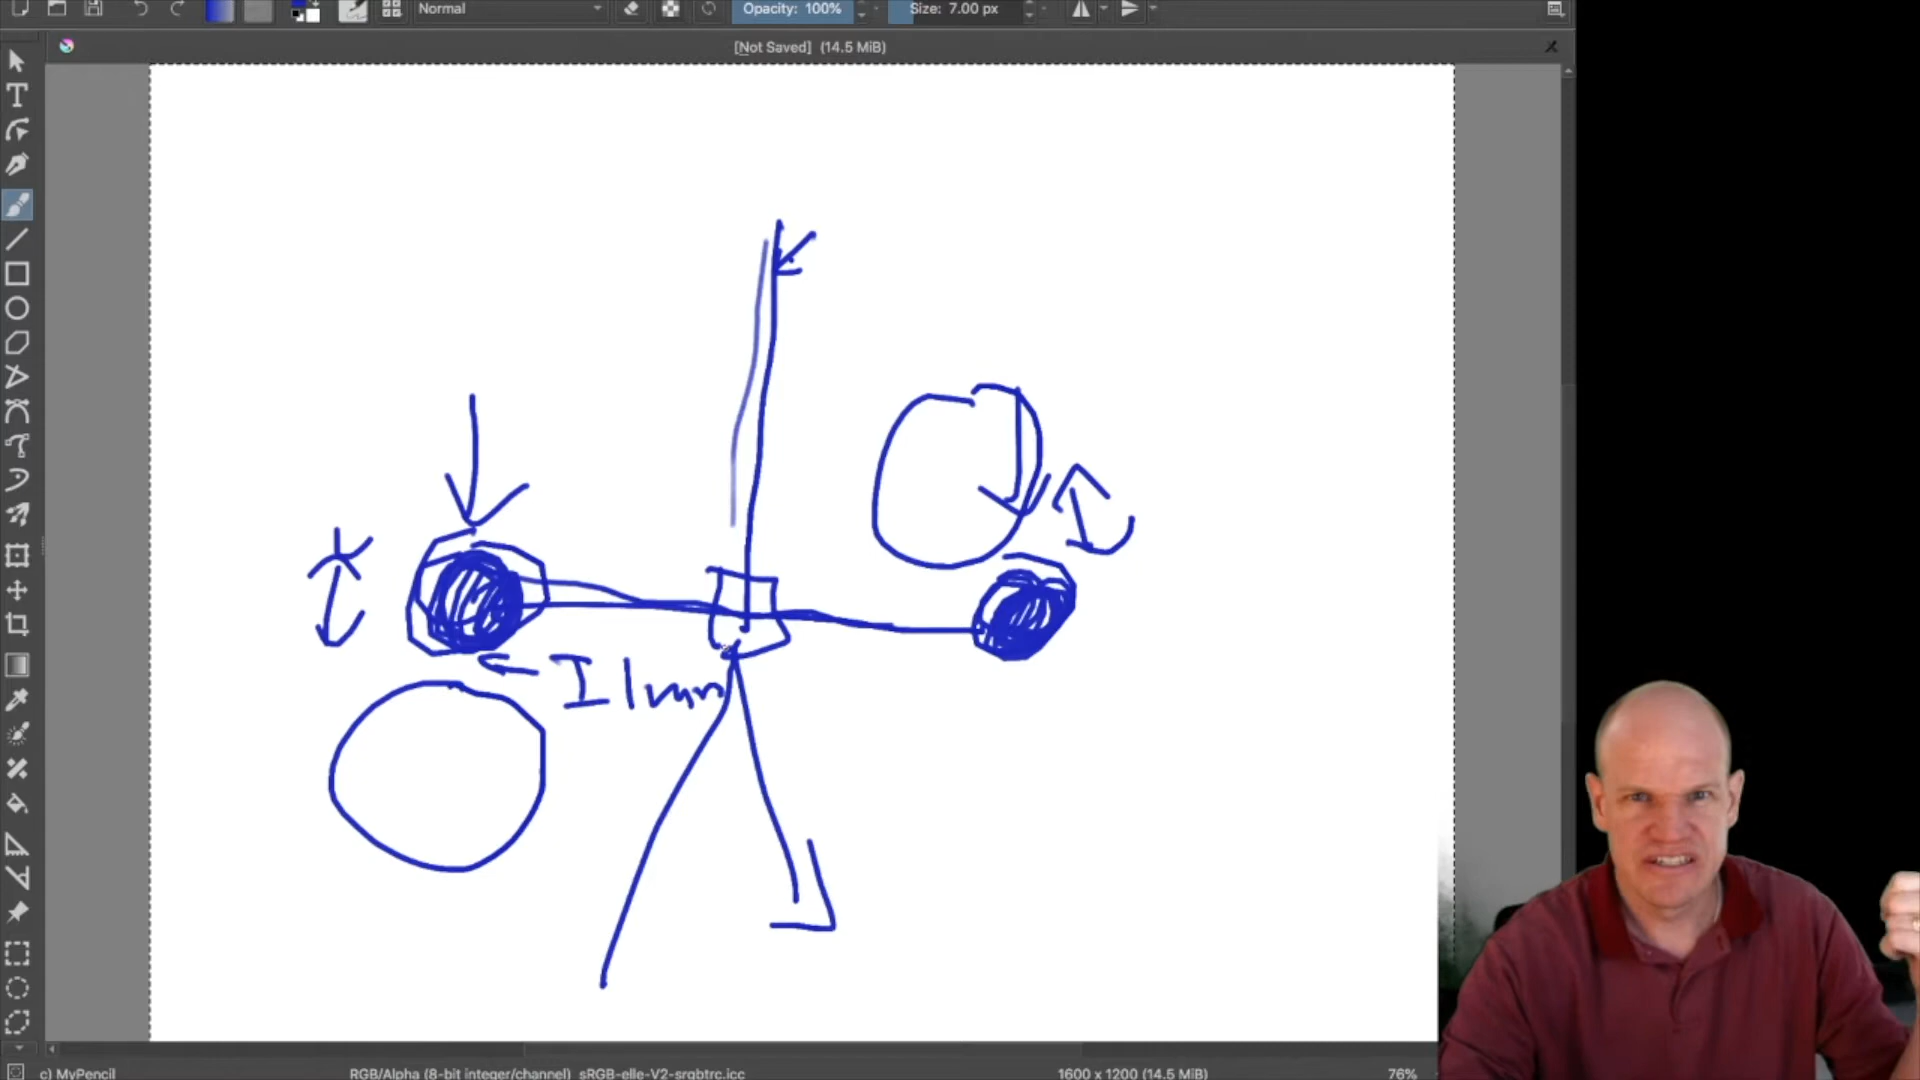 Normal
Opacity: 100%
Size: 7.00 px
[Not Saved] (14.5 MiB)
1mm
c) MyPencil
RGB/Alpha (8-bit integer/channel) sRGB-elle-V2-srgbtrc.icc
1600 x 1200 (14.5 MiB)
76%